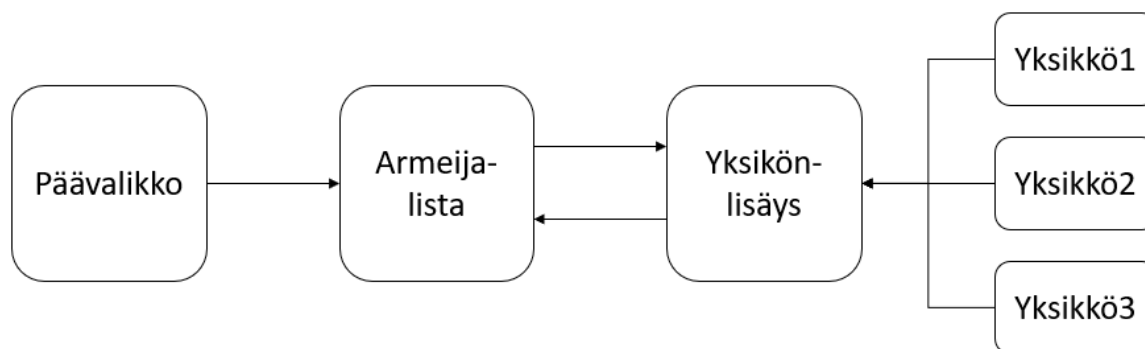 Päävalikko
Armeija-
lista
Yksikön-
lisäys
Yksikkö1
Yksikkö2
Yksikkö3